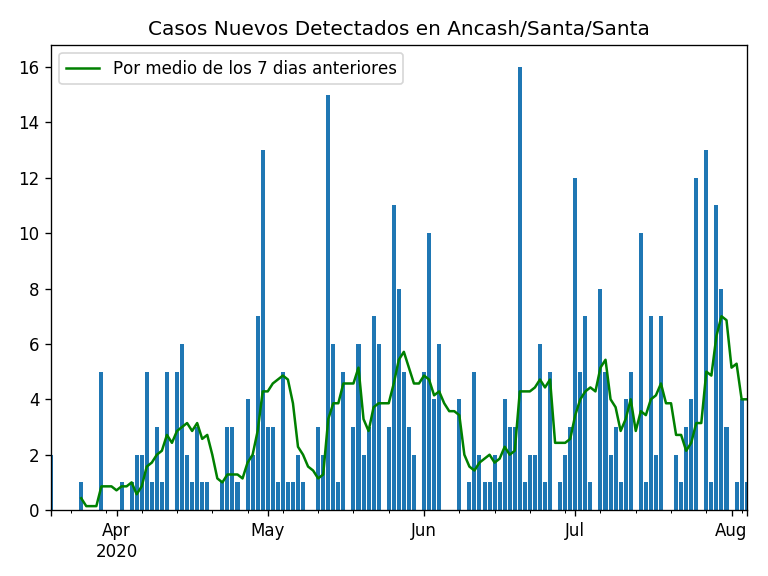 Casos Nuevos Detectados en Ancash/Santa/Santa
Por medio de los 7 dias anteriores
16
14
12
10
8
6
4
2
0
Apr
2020
May
Jun
Jul
Aug